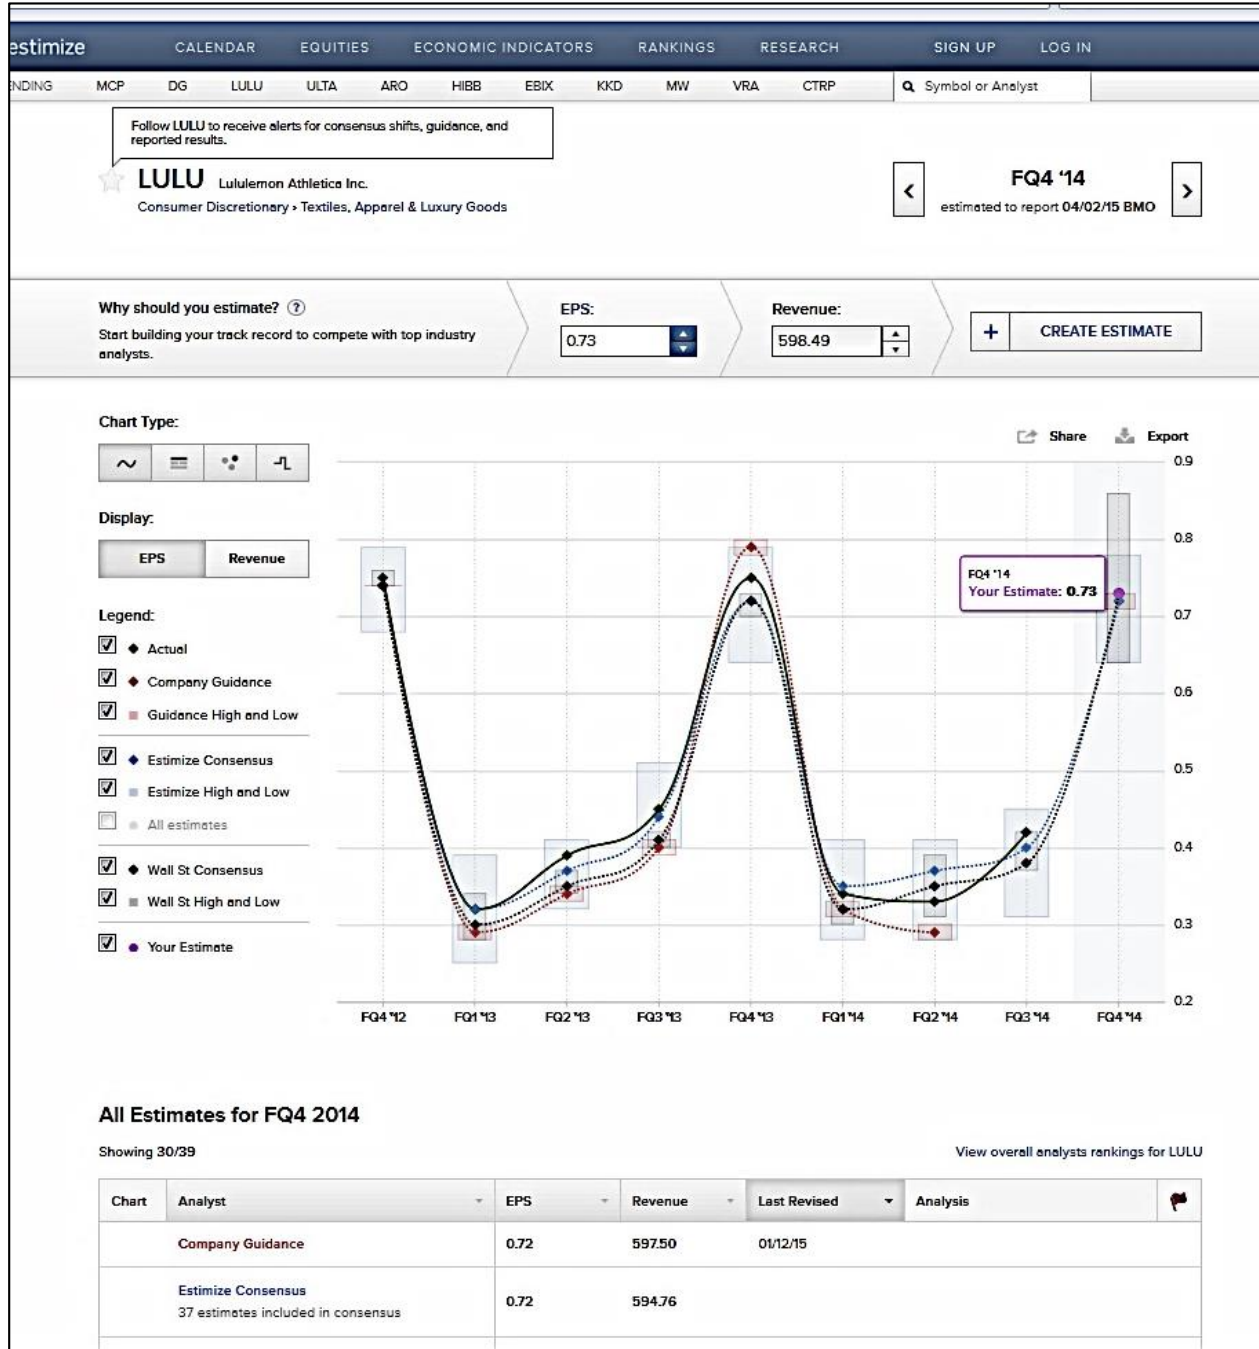 estimize CALENDAR EQUITIES ECONOMIC INDICATORS RANKINGS RESEARCH SIGN UP LOG IN
ENDING MCP DG LULU ULTA ARO HIBB EBIX KKD MW VRA CTRP Symbol or Analyst
Follow LULU to receive alerts for consensus shifts, guidance, and
reported results.
LULU Lululemon Athletica Inc.
Consumer Discretionary › Textiles, Apparel & Luxury Goods
FQ4 '14
estimated to report 04/02/15 BMO
Why should you estimate? ?
Start building your track record to compete with top industry
analysts.
EPS:
0.73
Revenue:
598.49
+ CREATE ESTIMATE
Chart Type:
Share Export
Display:
EPS Revenue
Legend:
Actual
Company Guidance
Guidance High and Low
Estimize Consensus
Estimize High and Low
All estimates
Wall St Consensus
Wall St High and Low
Your Estimate
0.9
0.8
0.7
0.6
0.5
0.4
0.3
0.2
FQ4 '14
Your Estimate: 0.73
FQ4 '12 FQ1 '13 FQ2 '13 FQ3 '13 FQ4 '13 FQ1 '14 FQ2 '14 FQ3 '14 FQ4 '14
All Estimates for FQ4 2014
Showing 30/39 View overall analysts rankings for LULU
Chart Analyst EPS Revenue Last Revised Analysis
Company Guidance 0.72 597.50 01/12/15
Estimize Consensus 0.72 594.76
37 estimates included in consensus